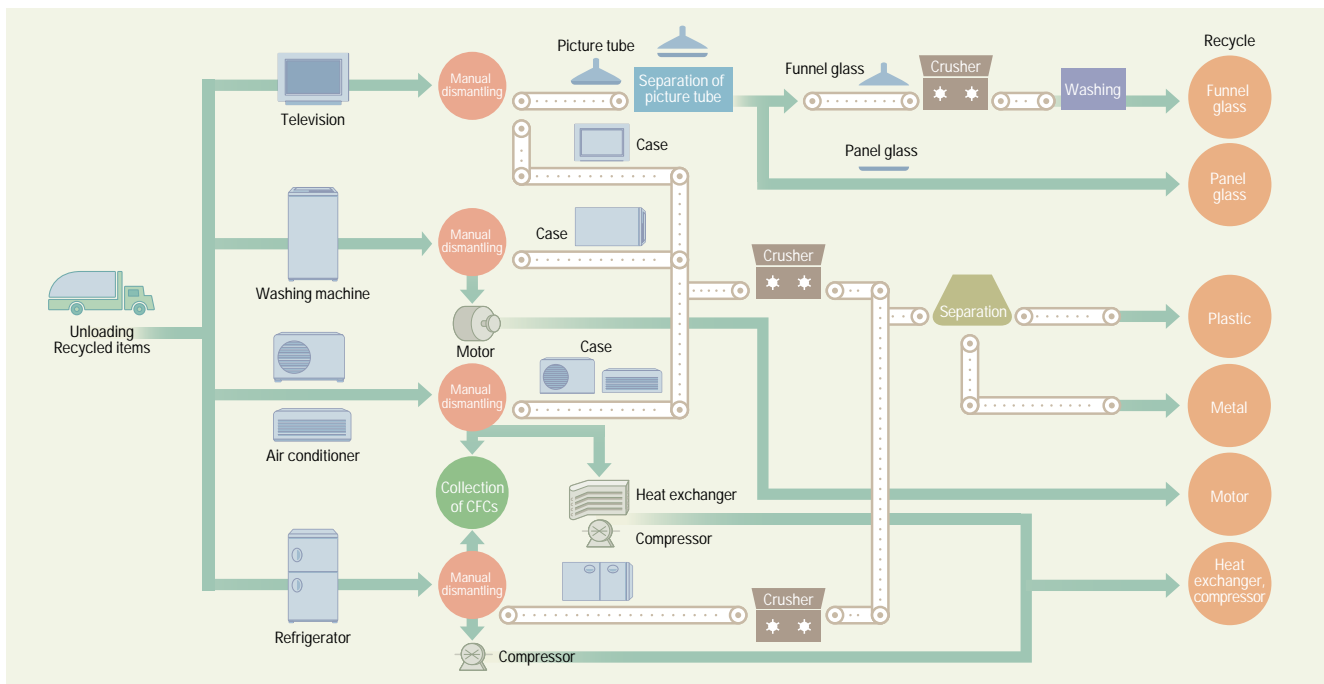 Unloading
Recycled items
Television
Washing machine
Air conditioner
Refrigerator
Manual
dismantling
Picture tube
Separation of
picture tube
Case
Funnel glass
Crusher
Washing
Panel glass
Recycle
Funnel
glass
Panel
glass
Manual
dismantling
Case
Motor
Crusher
Separation
Plastic
Metal
Manual
dismantling
Case
Collection
of CFCs
Heat exchanger
Compressor
Motor
Manual
dismantling
Compressor
Crusher
Heat
exchanger,
compressor